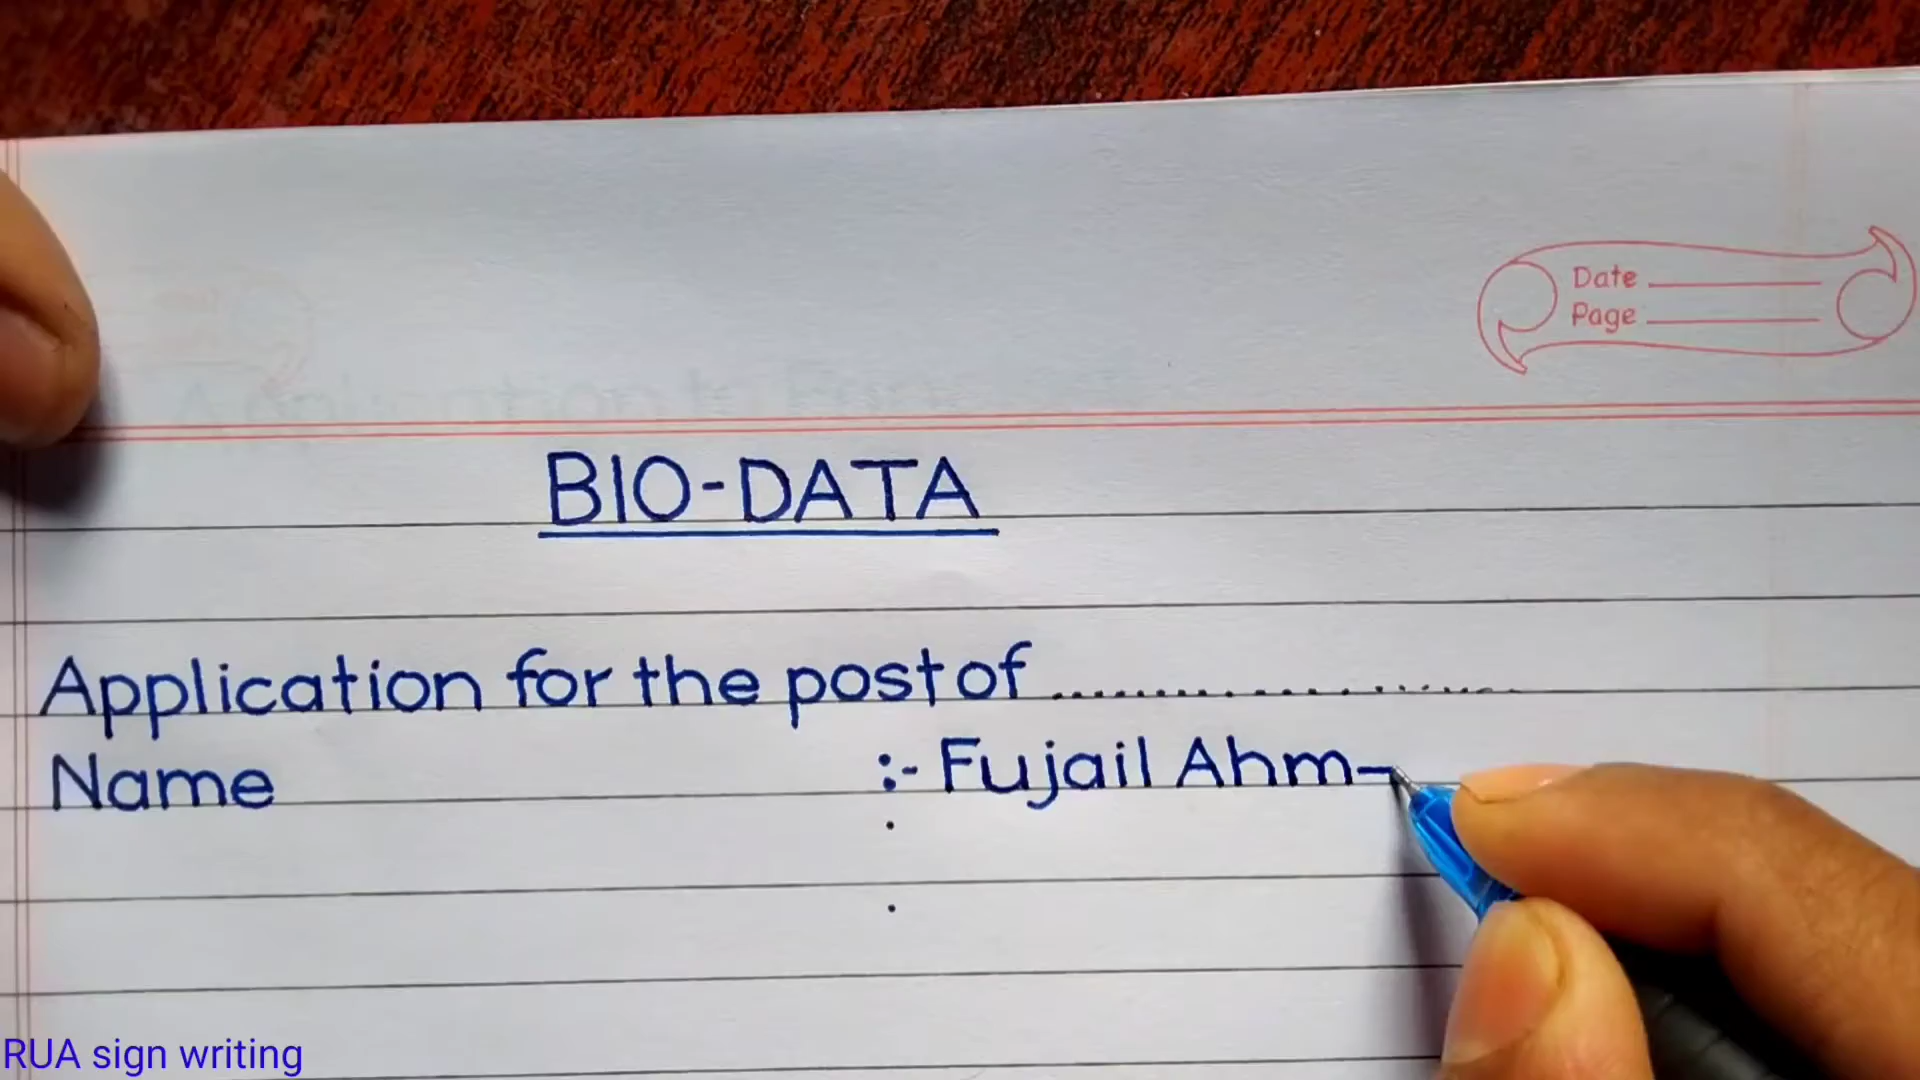 Date
Page
BIO-DATA
Application for the post of ........................
Name :- Fujail Ahm-
RUA sign writing